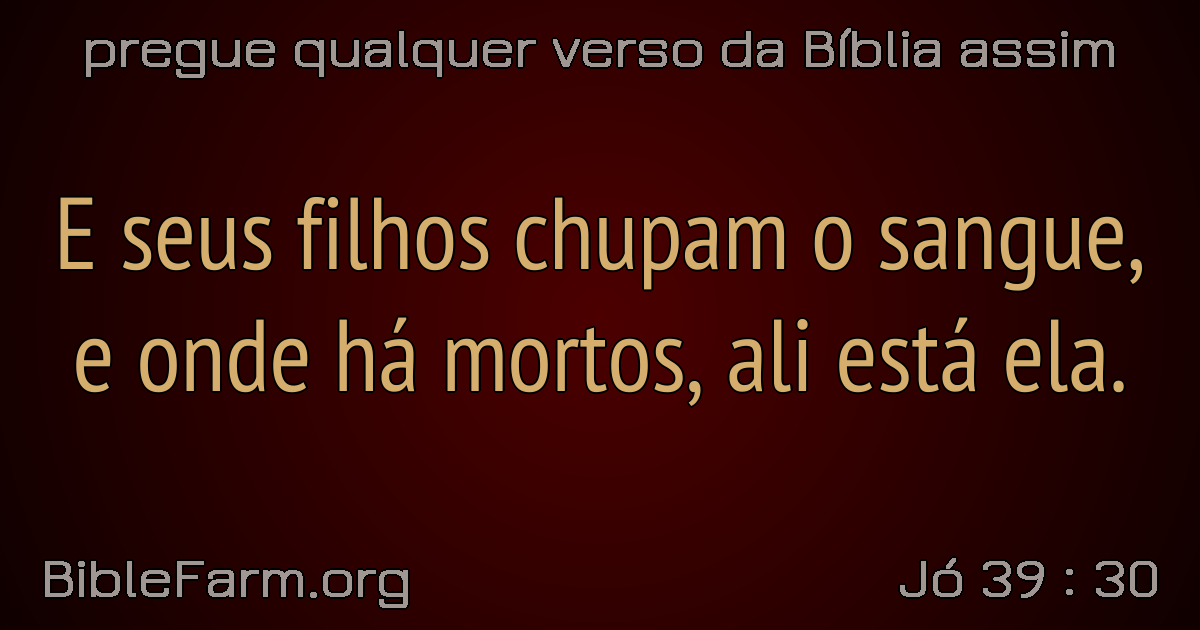 pregue qualquer verso da Bíblia assim
E seus filhos chupam o sangue,
e onde há mortos, ali está ela.
BibleFarm.org
Jó 39 : 30